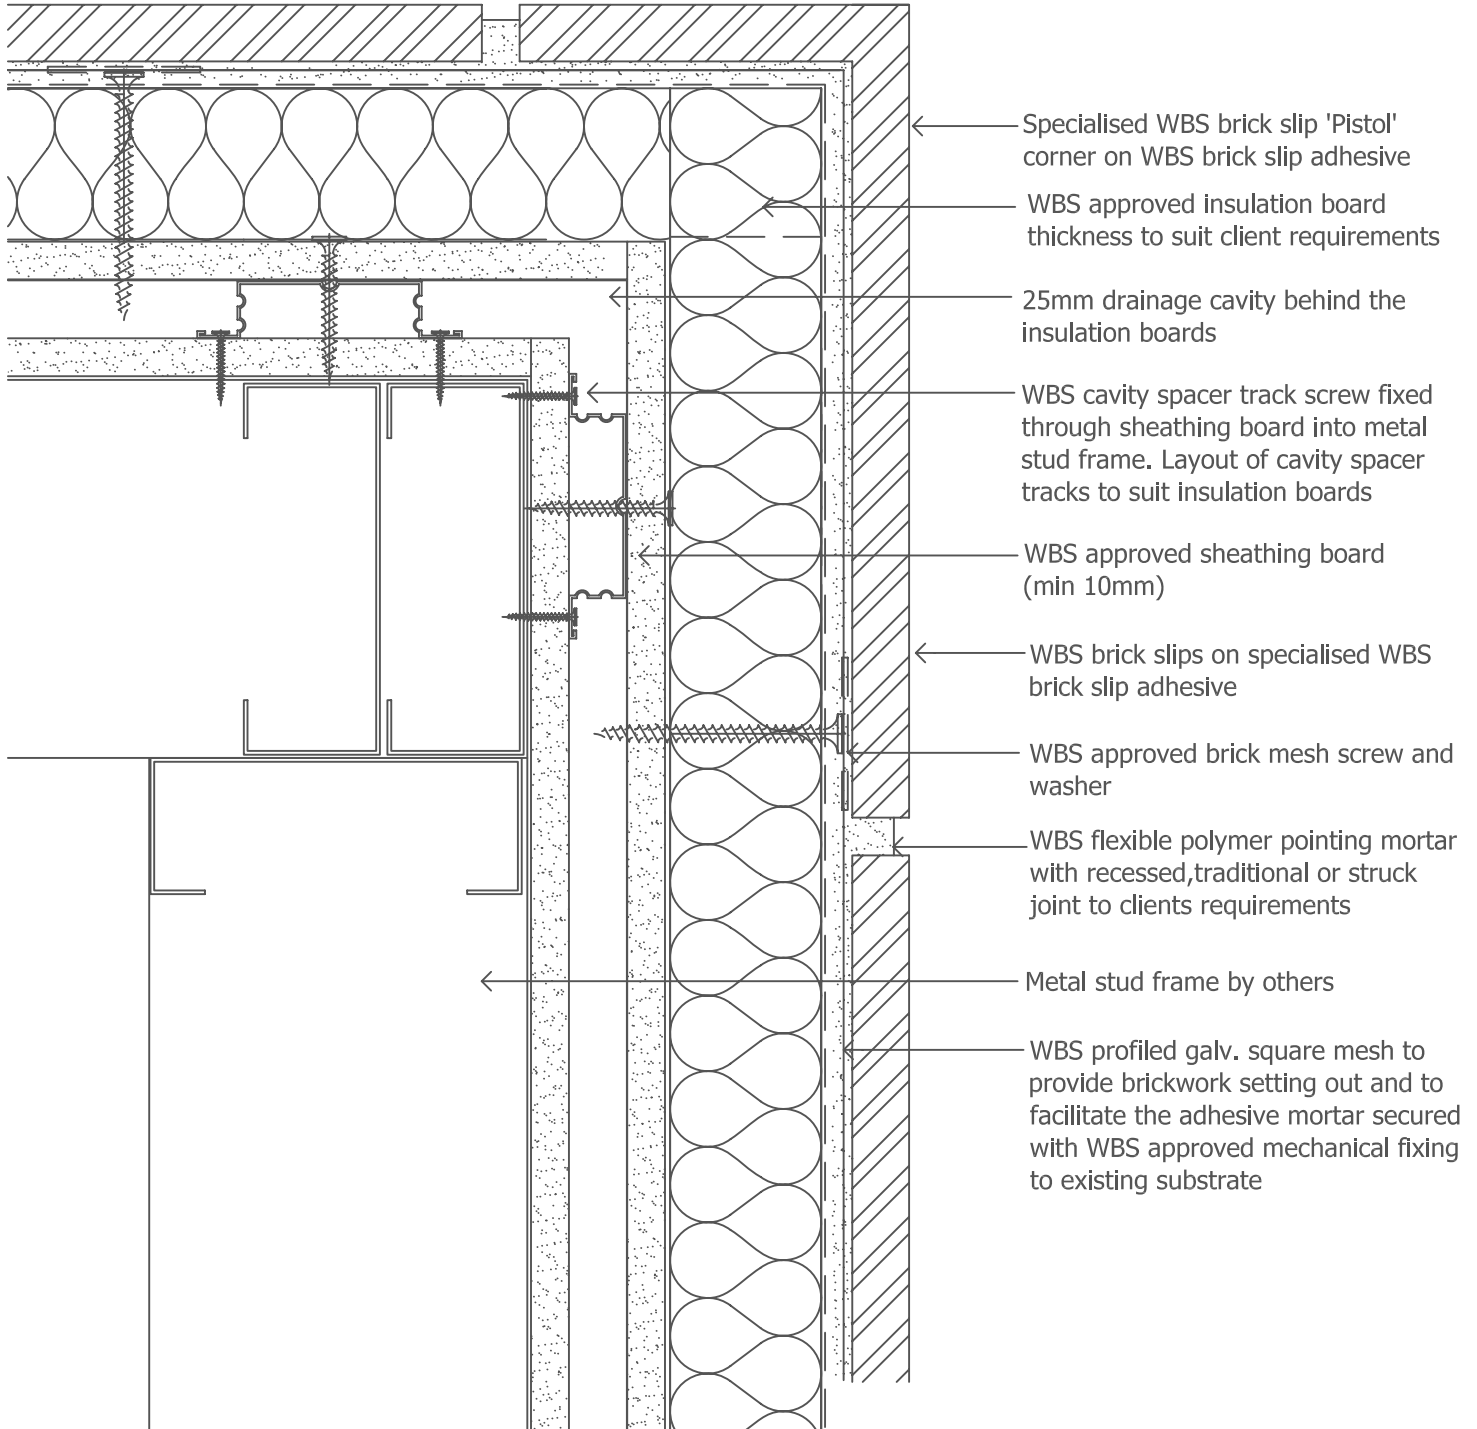 Specialised WBS brick slip 'Pistol'
corner on WBS brick slip adhesive
WBS approved insulation board
thickness to suit client requirements
25mm drainage cavity behind the
insulation boards
WBS cavity spacer track screw fixed
through sheathing board into metal
stud frame. Layout of cavity spacer
tracks to suit insulation boards
WBS approved sheathing board
(min 10mm)
WBS brick slips on specialised WBS
brick slip adhesive
WBS approved brick mesh screw and
washer
WBS flexible polymer pointing mortar
with recessed,traditional or struck
joint to clients requirements
Metal stud frame by others
WBS profiled galv. square mesh to
provide brickwork setting out and to
facilitate the adhesive mortar secured
with WBS approved mechanical fixing
to existing substrate